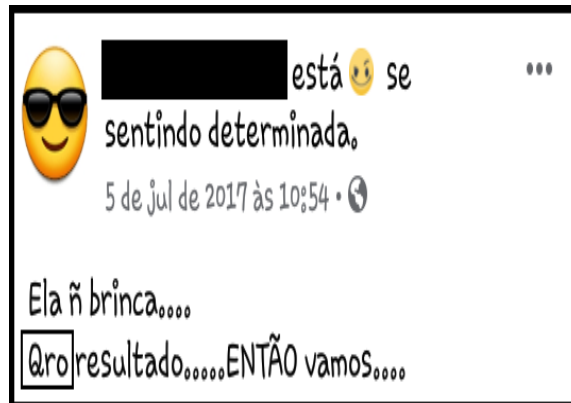 está se
sentindo determinada.
5 de jul de 2017 às 10:54 •
Ela ñ brinca....
Qro resultado.....ENTÃO vamos....